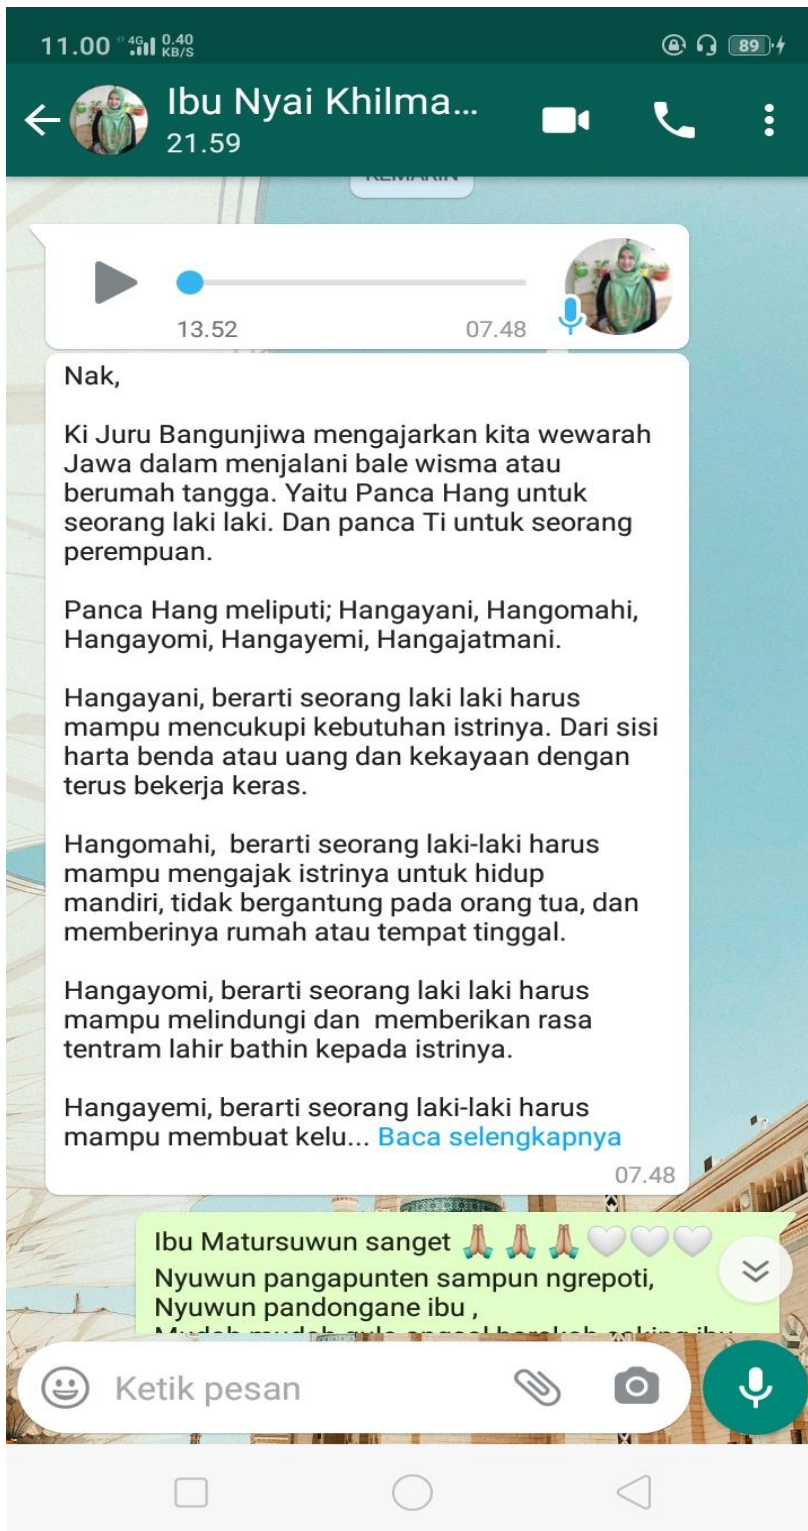 11.00 4G 0.40 KB/S 89
Ibu Nyai Khilma...
21.59
KEMARIN
13.52 07.48
Nak,
Ki Juru Bangunjiwa mengajarkan kita wewarah
Jawa dalam menjalani bale wisma atau
berumah tangga. Yaitu Panca Hang untuk
seorang laki laki. Dan panca Ti untuk seorang
perempuan.
Panca Hang meliputi; Hangayani, Hangomahi,
Hangayomi, Hangayemi, Hangajatmani.
Hangayani, berarti seorang laki laki harus
mampu mencukupi kebutuhan istrinya. Dari sisi
harta benda atau uang dan kekayaan dengan
terus bekerja keras.
Hangomahi, berarti seorang laki-laki harus
mampu mengajak istrinya untuk hidup
mandiri, tidak bergantung pada orang tua, dan
memberinya rumah atau tempat tinggal.
Hangayomi, berarti seorang laki laki harus
mampu melindungi dan memberikan rasa
tentram lahir bathin kepada istrinya.
Hangayemi, berarti seorang laki-laki harus
mampu membuat kelu... Baca selengkapnya
07.48
Ibu Matursuwun sanget 🙏🏽🙏🏽🙏🏽🤍🤍🤍
Nyuwun pangapunten sampun ngrepoti,
Nyuwun pandongane ibu ,
Ketik pesan